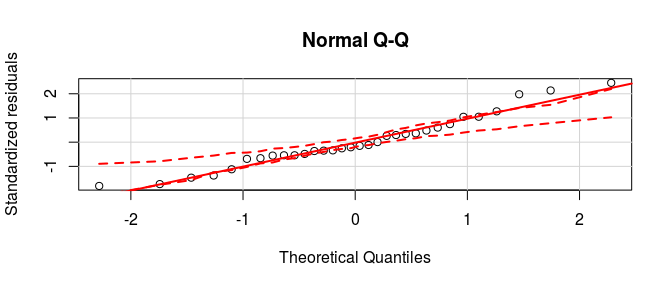 Normal Q-Q
Standardized residuals
2
1
-1
-2
-1
0
1
2
Theoretical Quantiles